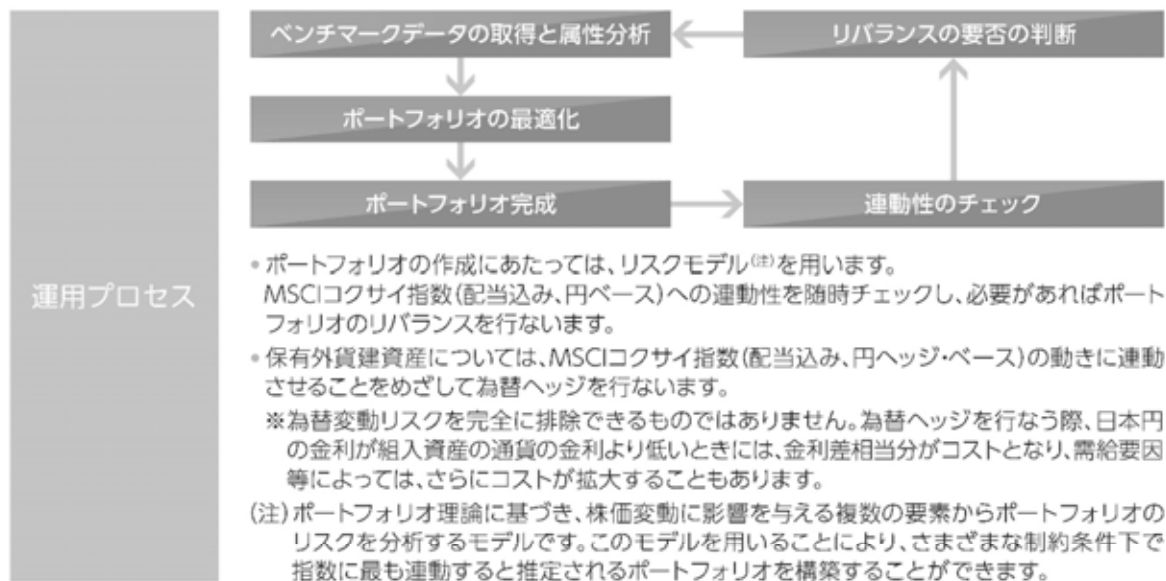 運用プロセス
ベンチマークデータの取得と属性分析
リバランスの要否の判断
ポートフォリオの最適化
ポートフォリオ完成
連動性のチェック
•ポートフォリオの作成にあたっては、リスクモデル(注)を用います。
MSCIコクサイ指数(配当込み、円ベース)への連動性を随時チェックし、必要があればポート
フォリオのリバランスを行ないます。
•保有外貨建資産については、MSCIコクサイ指数(配当込み、円ヘッジ・ベース)の動きに連動
させることをめざして為替ヘッジを行ないます。
※為替変動リスクを完全に排除できるものではありません。為替ヘッジを行なう際、日本円
の金利が組入資産の通貨の金利より低いときには、金利差相当分がコストとなり、需給要因
等によっては、さらにコストが拡大することもあります。
(注)ポートフォリオ理論に基づき、株価変動に影響を与える複数の要素からポートフォリオの
リスクを分析するモデルです。このモデルを用いることにより、さまざまな制約条件下で
指数に最も連動すると推定されるポートフォリオを構築することができます。